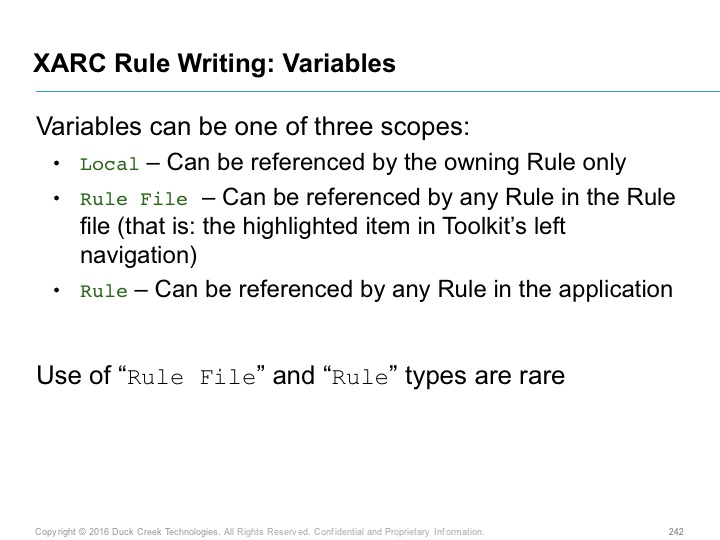 XARC Rule Writing: Variables
Variables can be one of three scopes:
• Local – Can be referenced by the owning Rule only
• Rule File – Can be referenced by any Rule in the Rule
file (that is: the highlighted item in Toolkit’s left
navigation)
• Rule – Can be referenced by any Rule in the application
Use of “Rule File” and “Rule” types are rare
Copyright © 2016 Duck Creek Technologies. All Rights Reserved. Confidential and Proprietary Information.
242